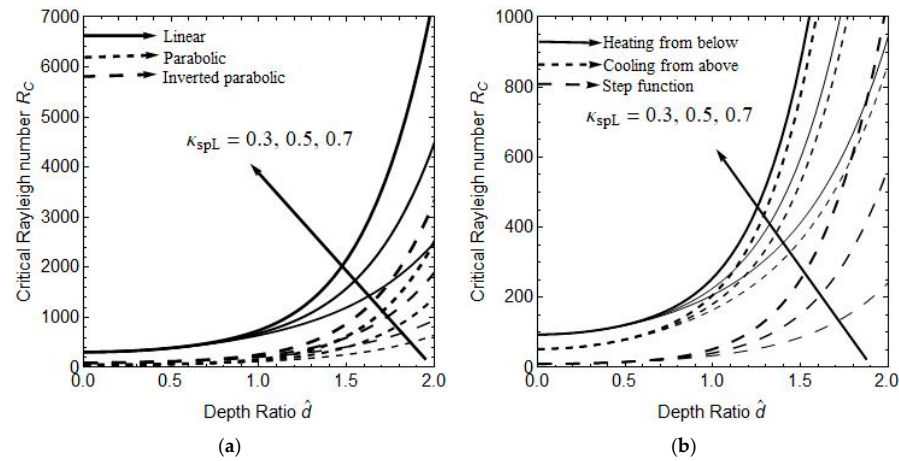 7000
6000
5000
4000
3000
2000
1000
0
Critical Rayleigh number R_C
Linear
Parabolic
Inverted parabolic
κ_spL = 0.3, 0.5, 0.7
0.0 0.5 1.0 1.5 2.0
Depth Ratio d̂
(a)
1000
800
600
400
200
0
Critical Rayleigh number R_C
Heating from below
Cooling from above
Step function
κ_spL = 0.3, 0.5, 0.7
0.0 0.5 1.0 1.5 2.0
Depth Ratio d̂
(b)